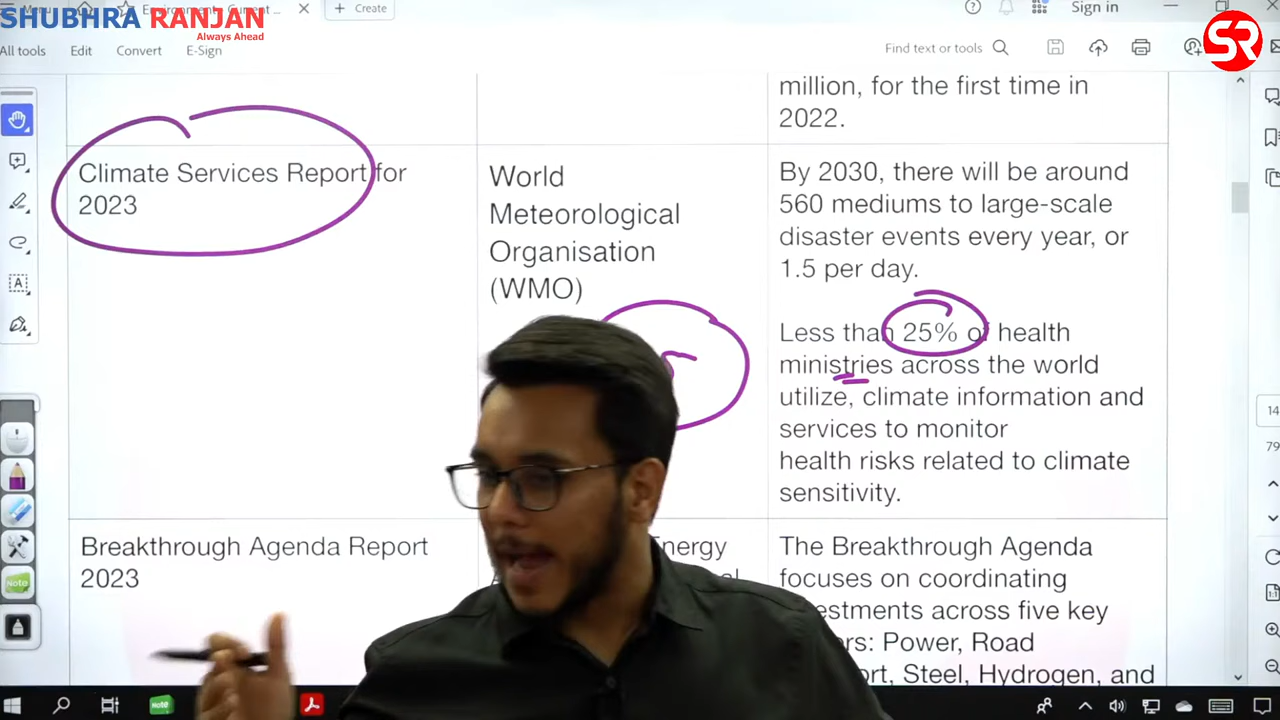 SHUBHRA RANJAN
Always Ahead
Create
Sign in
All tools
Edit
Convert
E-Sign
Find text or tools
SR
million, for the first time in
2022.
Climate Services Report for
2023
World
Meteorological
Organisation
(WMO)
By 2030, there will be around
560 mediums to large-scale
disaster events every year, or
1.5 per day.
Less than 25% of health
ministries across the world
utilize, climate information and
services to monitor
health risks related to climate
sensitivity.
Breakthrough Agenda Report
2023
Energy
The Breakthrough Agenda
focuses on coordinating
across five key
Power, Road
Steel, Hydrogen, and
14
79
Note